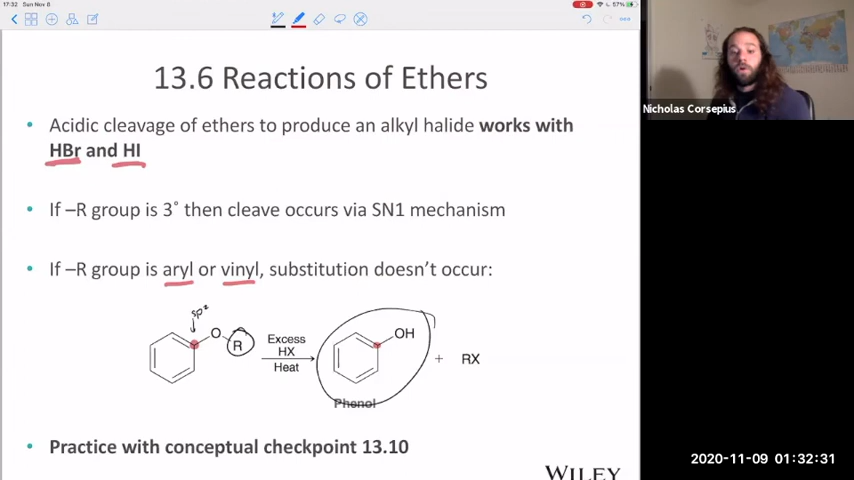 17:32 Sun Nov 8
57%
13.6 Reactions of Ethers
• Acidic cleavage of ethers to produce an alkyl halide works with
HBr and HI
• If –R group is 3˚ then cleave occurs via SN1 mechanism
• If –R group is aryl or vinyl, substitution doesn't occur:
sp²
O
R
Excess
HX
Heat
OH
+ RX
Phenol
• Practice with conceptual checkpoint 13.10
WILEY
Nicholas Corsepius
2020-11-09 01:32:31